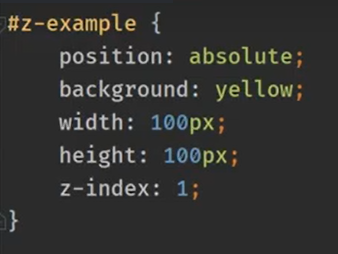 #z-example {
    position: absolute;
    background: yellow;
    width: 100px;
    height: 100px;
    z-index: 1;
}